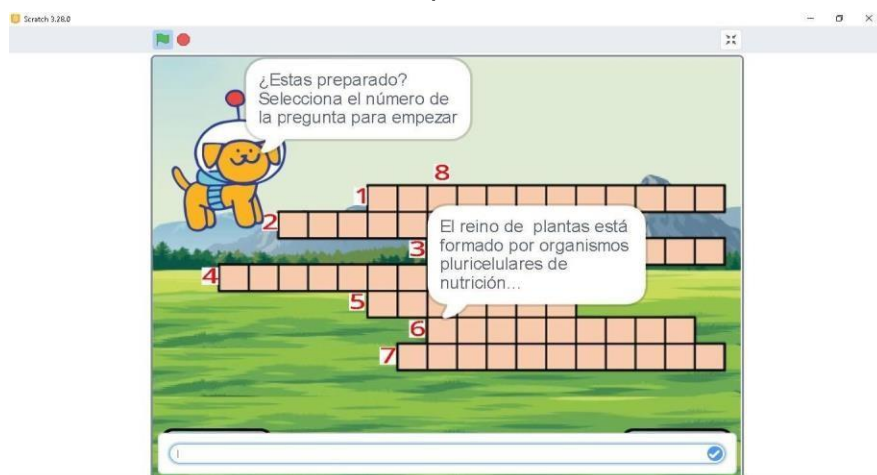 Scratch 3.28.0
¿Estas preparado?
Selecciona el número de
la pregunta para empezar
8
1
2
El reino de plantas está
formado por organismos
pluricelulares de
nutrición...
3
4
5
6
7